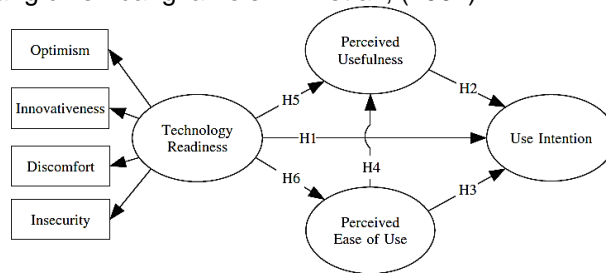 Optimism
Innovativeness
Discomfort
Insecurity
Technology
Readiness
Perceived
Usefulness
Perceived
Ease of Use
Use Intention
H5
H2
H1
H4
H6
H3